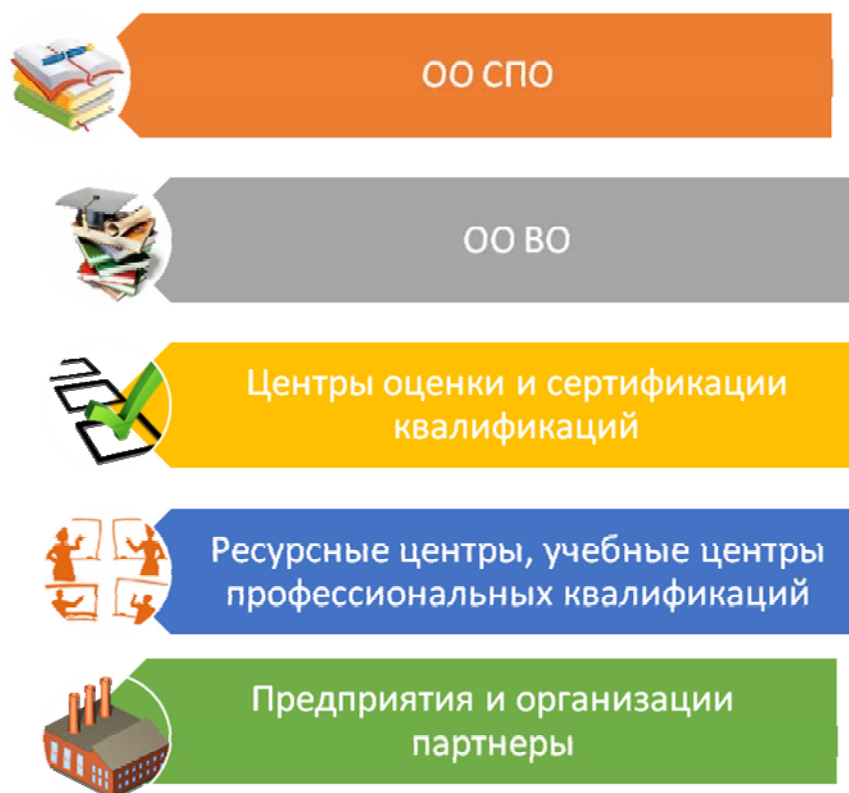 ОО СПО
ОО ВО
Центры оценки и сертификации
квалификаций
Ресурсные центры, учебные центры
профессиональных квалификаций
Предприятия и организации
партнеры